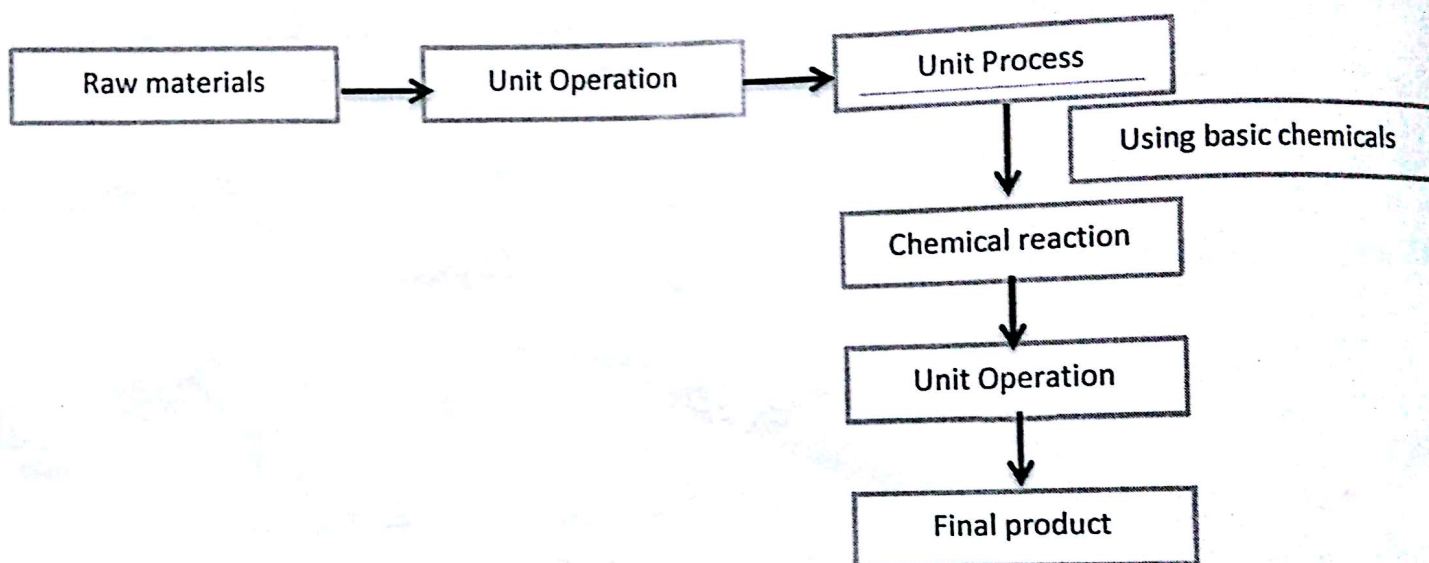 Raw materials
Unit Operation
Unit Process
Using basic chemicals
Chemical reaction
Unit Operation
Final product